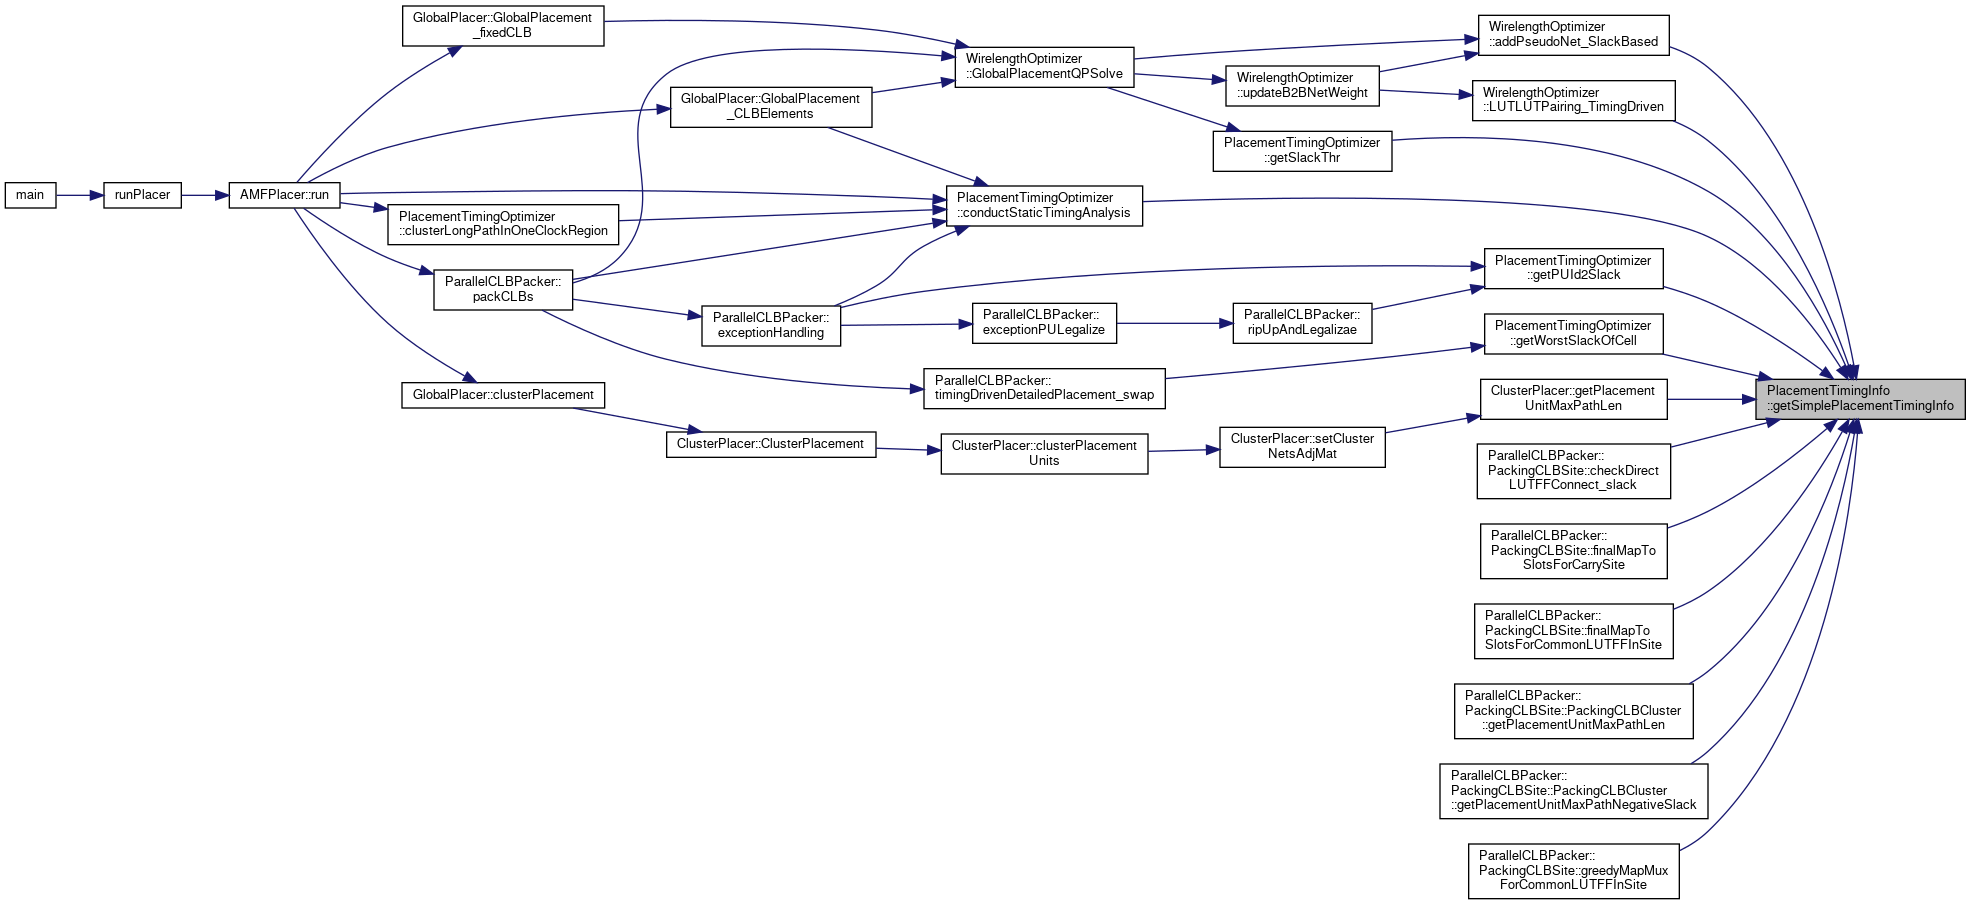 main
runPlacer
AMFPlacer::run
GlobalPlacer::GlobalPlacement
_fixedCLB
GlobalPlacer::GlobalPlacement
_CLBElements
PlacementTimingOptimizer
::clusterLongPathInOneClockRegion
ParallelCLBPacker::
packCLBs
GlobalPlacer::clusterPlacement
ParallelCLBPacker::
exceptionHandling
ClusterPlacer::ClusterPlacement
WirelengthOptimizer
::GlobalPlacementQPSolve
PlacementTimingOptimizer
::conductStaticTimingAnalysis
ParallelCLBPacker::
exceptionPULegalize
ParallelCLBPacker::
timingDrivenDetailedPlacement_swap
ClusterPlacer::clusterPlacement
Units
WirelengthOptimizer
::updateB2BNetWeight
PlacementTimingOptimizer
::getSlackThr
ParallelCLBPacker::
ripUpAndLegalizae
ClusterPlacer::setCluster
NetsAdjMat
WirelengthOptimizer
::addPseudoNet_SlackBased
WirelengthOptimizer
::LUTLUTPairing_TimingDriven
PlacementTimingOptimizer
::getPUId2Slack
PlacementTimingOptimizer
::getWorstSlackOfCell
ClusterPlacer::getPlacement
UnitMaxPathLen
ParallelCLBPacker::
PackingCLBSite::checkDirect
LUTFFConnect_slack
ParallelCLBPacker::
PackingCLBSite::finalMapTo
SlotsForCarrySite
ParallelCLBPacker::
PackingCLBSite::finalMapTo
SlotsForCommonLUTFFInSite
ParallelCLBPacker::
PackingCLBSite::PackingCLBCluster
::getPlacementUnitMaxPathLen
ParallelCLBPacker::
PackingCLBSite::PackingCLBCluster
::getPlacementUnitMaxPathNegativeSlack
ParallelCLBPacker::
PackingCLBSite::greedyMapMux
ForCommonLUTFFInSite
PlacementTimingInfo
::getSimplePlacementTimingInfo